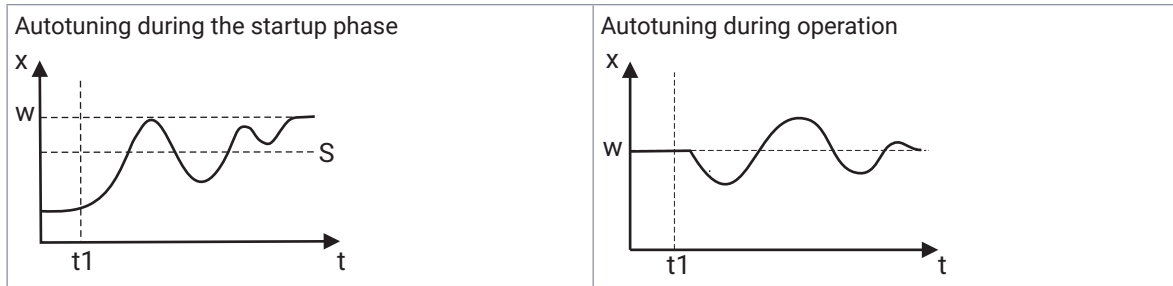 Autotuning during the startup phase
x
w
S
t1
t
Autotuning during operation
x
w
t1
t